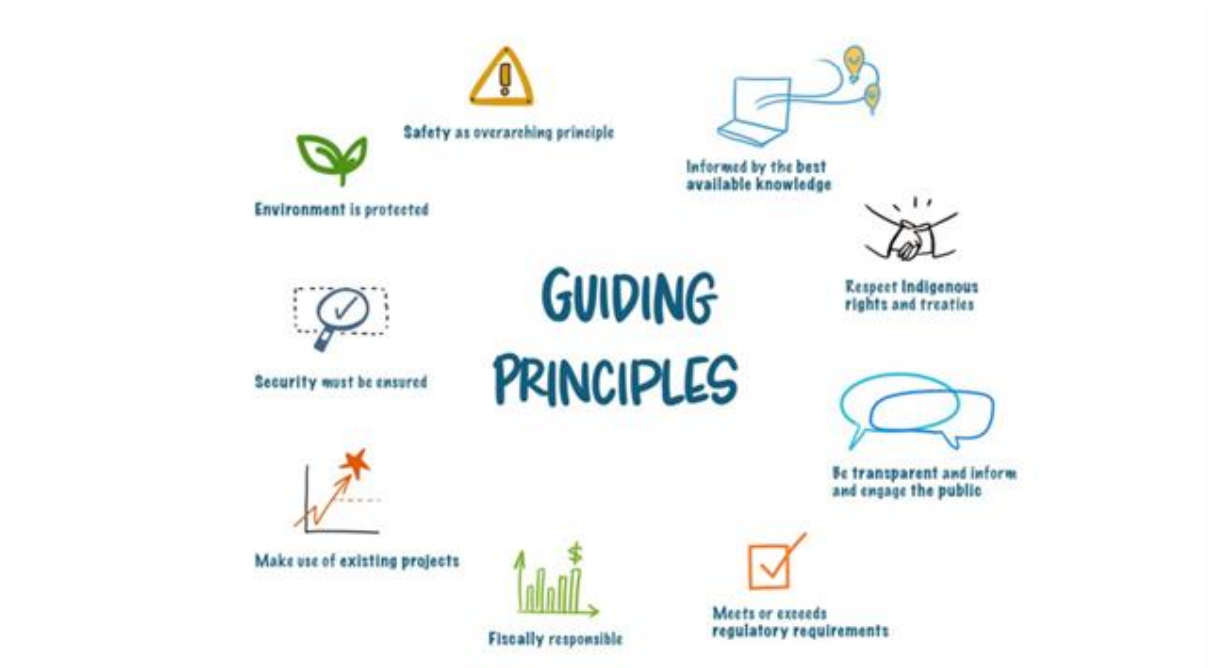 Safety as overarching principle
Informed by the best
available knowledge
Environment is protected
Respect Indigenous
rights and treaties
GUIDING
PRINCIPLES
Security must be ensured
Be transparent and inform
and engage the public
Make use of existing projects
$
Meets or exceeds
regulatory requirements
Fiscally responsible